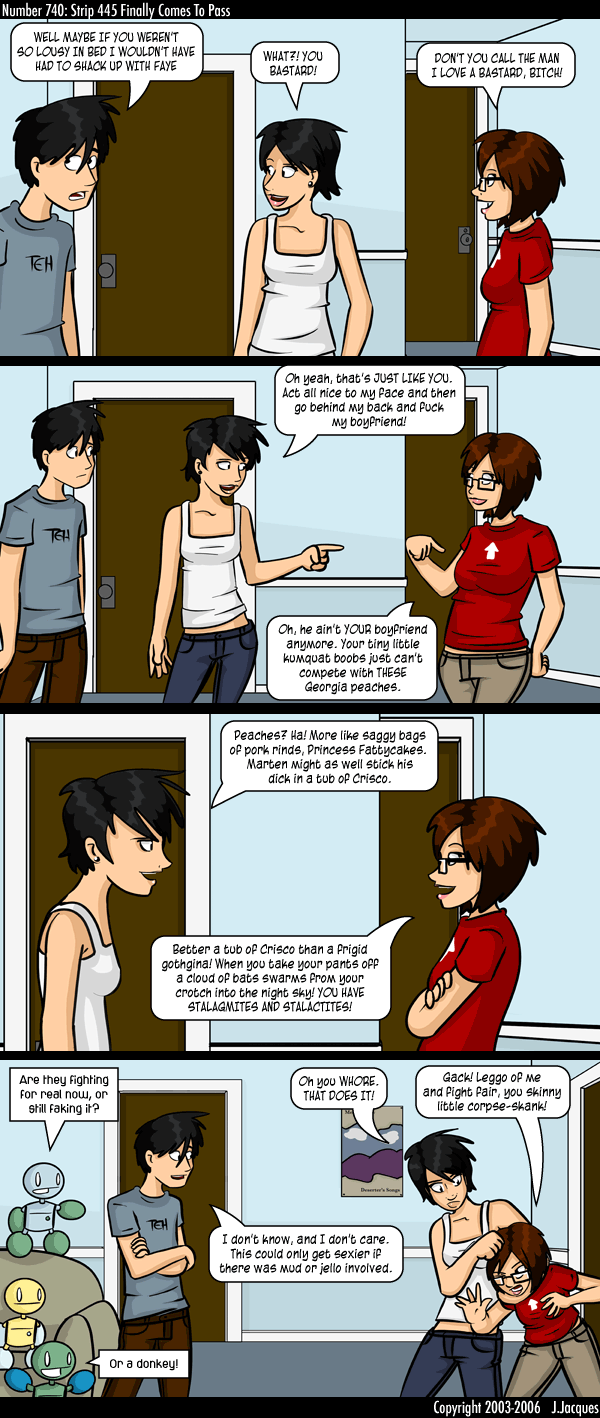 Number 740: Strip 445 Finally Comes To Pass
WELL MAYBE IF YOU WEREN'T
SO LOUSY IN BED I WOULDN'T HAVE
HAD TO SHACK UP WITH FAYE
WHAT?! YOU
BASTARD!
DON'T YOU CALL THE MAN
I LOVE A BASTARD, BITCH!
TEH
Oh yeah, that's JUST LIKE YOU.
Act all nice to my face and then
go behind my back and fuck
my boyfriend!
TEH
Oh, he ain't YOUR boyfriend
anymore. Your tiny little
kumquat boobs just can't
compete with THESE
Georgia peaches.
Peaches? Ha! More like saggy bags
of pork rinds, Princess Fattycakes.
Marten might as well stick his
dick in a tub of Crisco.
Better a tub of Crisco than a frigid
gothgina! When you take your pants off
a cloud of bats swarms from your
crotch into the night sky! YOU HAVE
STALAGMITES AND STALACTITES!
Are they fighting
for real now, or
still faking it?
Oh you WHORE.
THAT DOES IT!
Gack! Leggo of me
and fight fair, you skinny
little corpse-skank!
Deserter's Songs
TEH
I don't know, and I don't care.
This could only get sexier if
there was mud or jello involved.
Or a donkey!
Copyright 2003-2006 J.Jacques